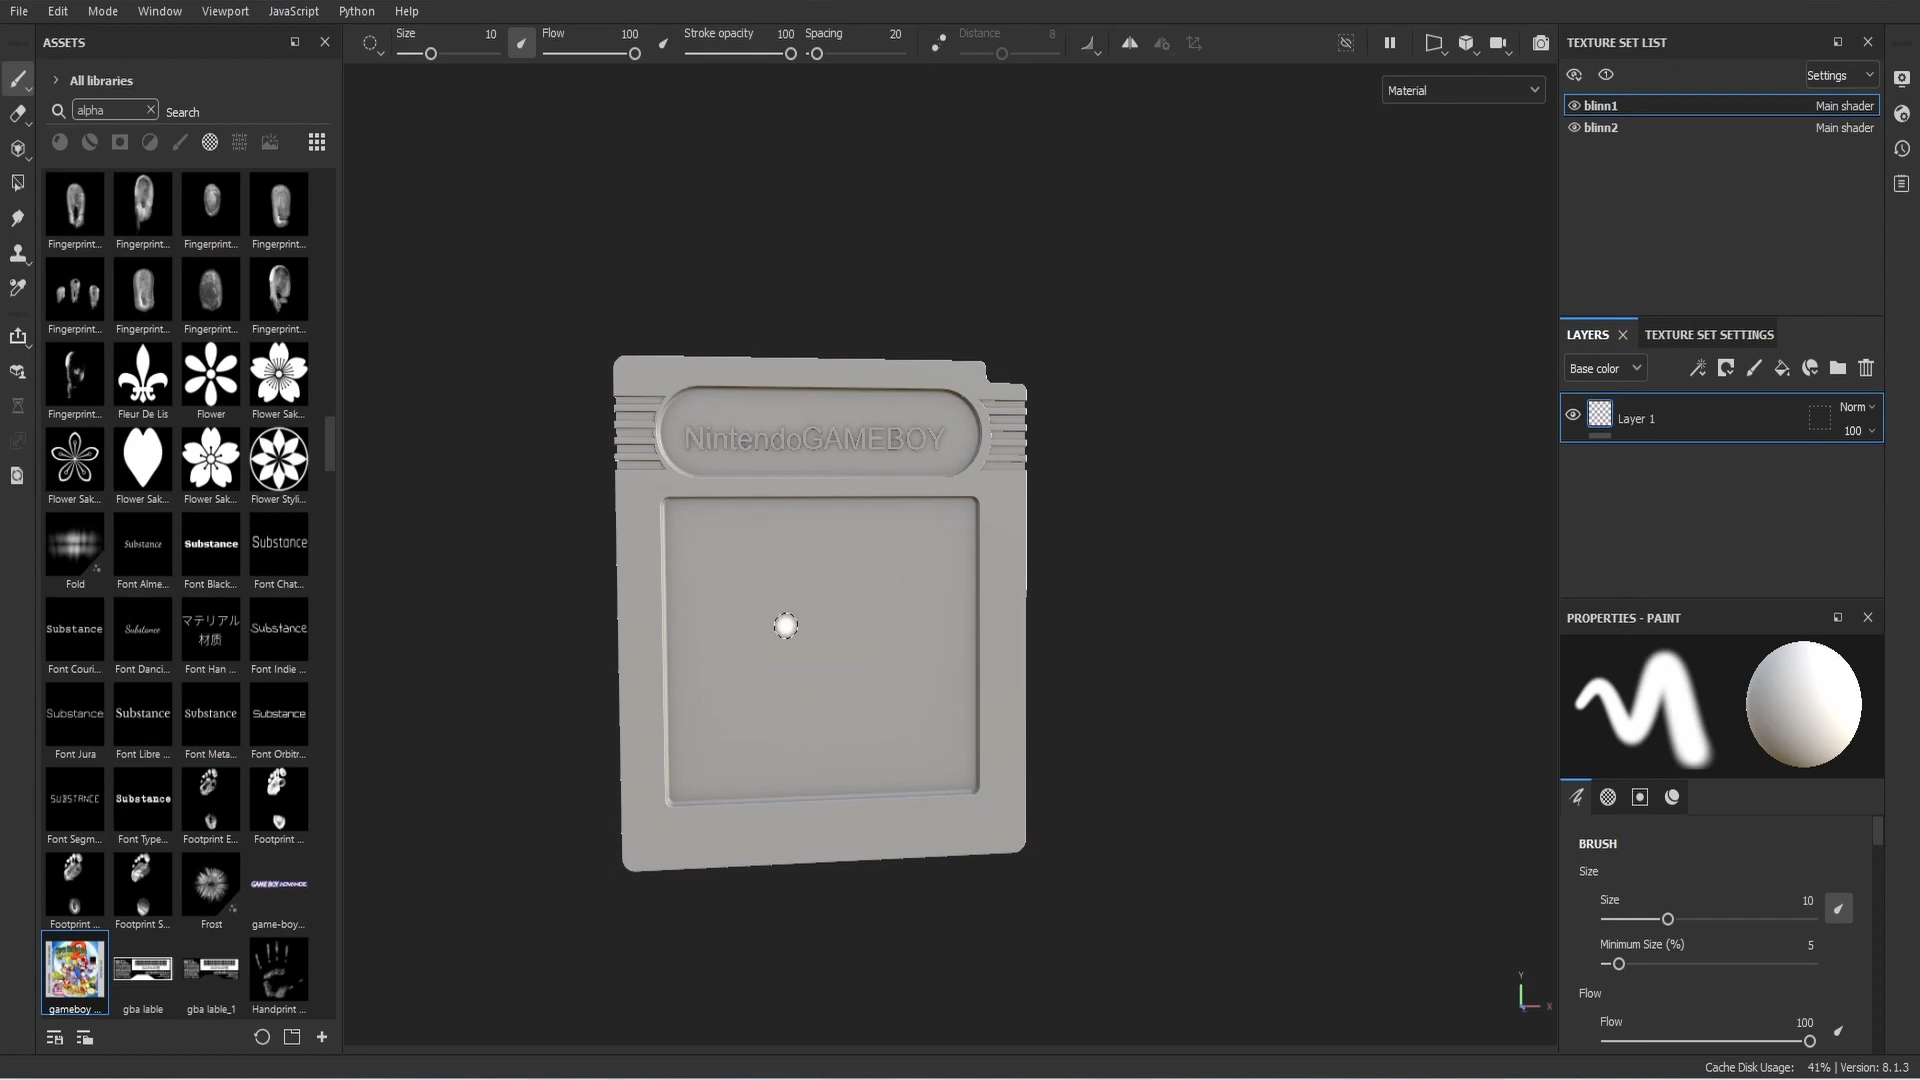 File Edit Mode Window Viewport JavaScript Python Help
ASSETS
All libraries
alpha
Search
Fingerprint... Fingerprint... Fingerprint... Fingerprint...
Fingerprint... Fingerprint... Fingerprint... Fingerprint...
Fingerprint... Fleur De Lis Flower Flower Sak...
Flower Sak... Flower Sak... Flower Sak... Flower Styli...
Substance Substance Substance
Fold Font Alme... Font Black... Font Chat...
Substance Substance マテリアル 材质 Substance
Font Couri... Font Danci... Font Han ... Font Indie ...
Substance Substance Substance Substance
Font Jura Font Libre ... Font Meta... Font Orbitr...
SUBSTANCE Substance
Font Segm... Font Type... Footprint E... Footprint ...
GAME BOY ADVANCE
Footprint ... Footprint S... Frost game-boy...
gameboy ... gba lable gba lable_1 Handprint ...
Size 10 Flow 100 Stroke opacity 100 Spacing 20 Distance 8
Material
NintendoGAMEBOY
Y
X
TEXTURE SET LIST
Settings
blinn1 Main shader
blinn2 Main shader
LAYERS TEXTURE SET SETTINGS
Base color
Layer 1 Norm
100
PROPERTIES - PAINT
BRUSH
Size
Size 10
Minimum Size (%) 5
Flow
Flow 100
Cache Disk Usage: 41% | Version: 8.1.3